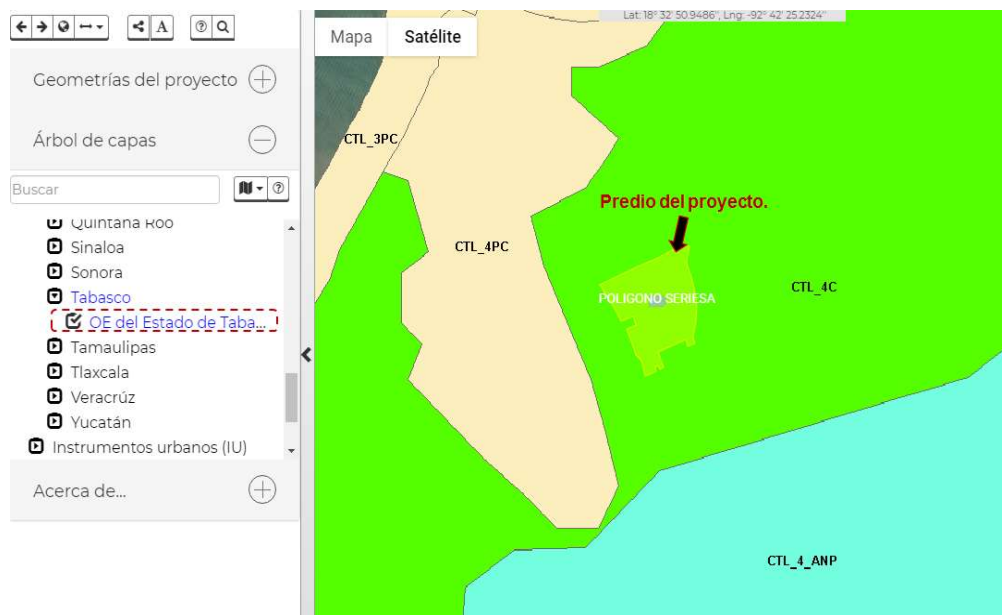 Lat: 18° 32' 50.9486", Lng: -92° 42' 25.2324"
A
Mapa
Satélite
Geometrías del proyecto
Árbol de capas
Buscar
Quintana Roo
Sinaloa
Sonora
Tabasco
OE del Estado de Taba...
Tamaulipas
Tlaxcala
Veracrúz
Yucatán
Instrumentos urbanos (IU)
Acerca de...
CTL_3PC
Predio del proyecto.
CTL_4PC
POLIGONO SERIESA
CTL_4C
CTL_4_ANP